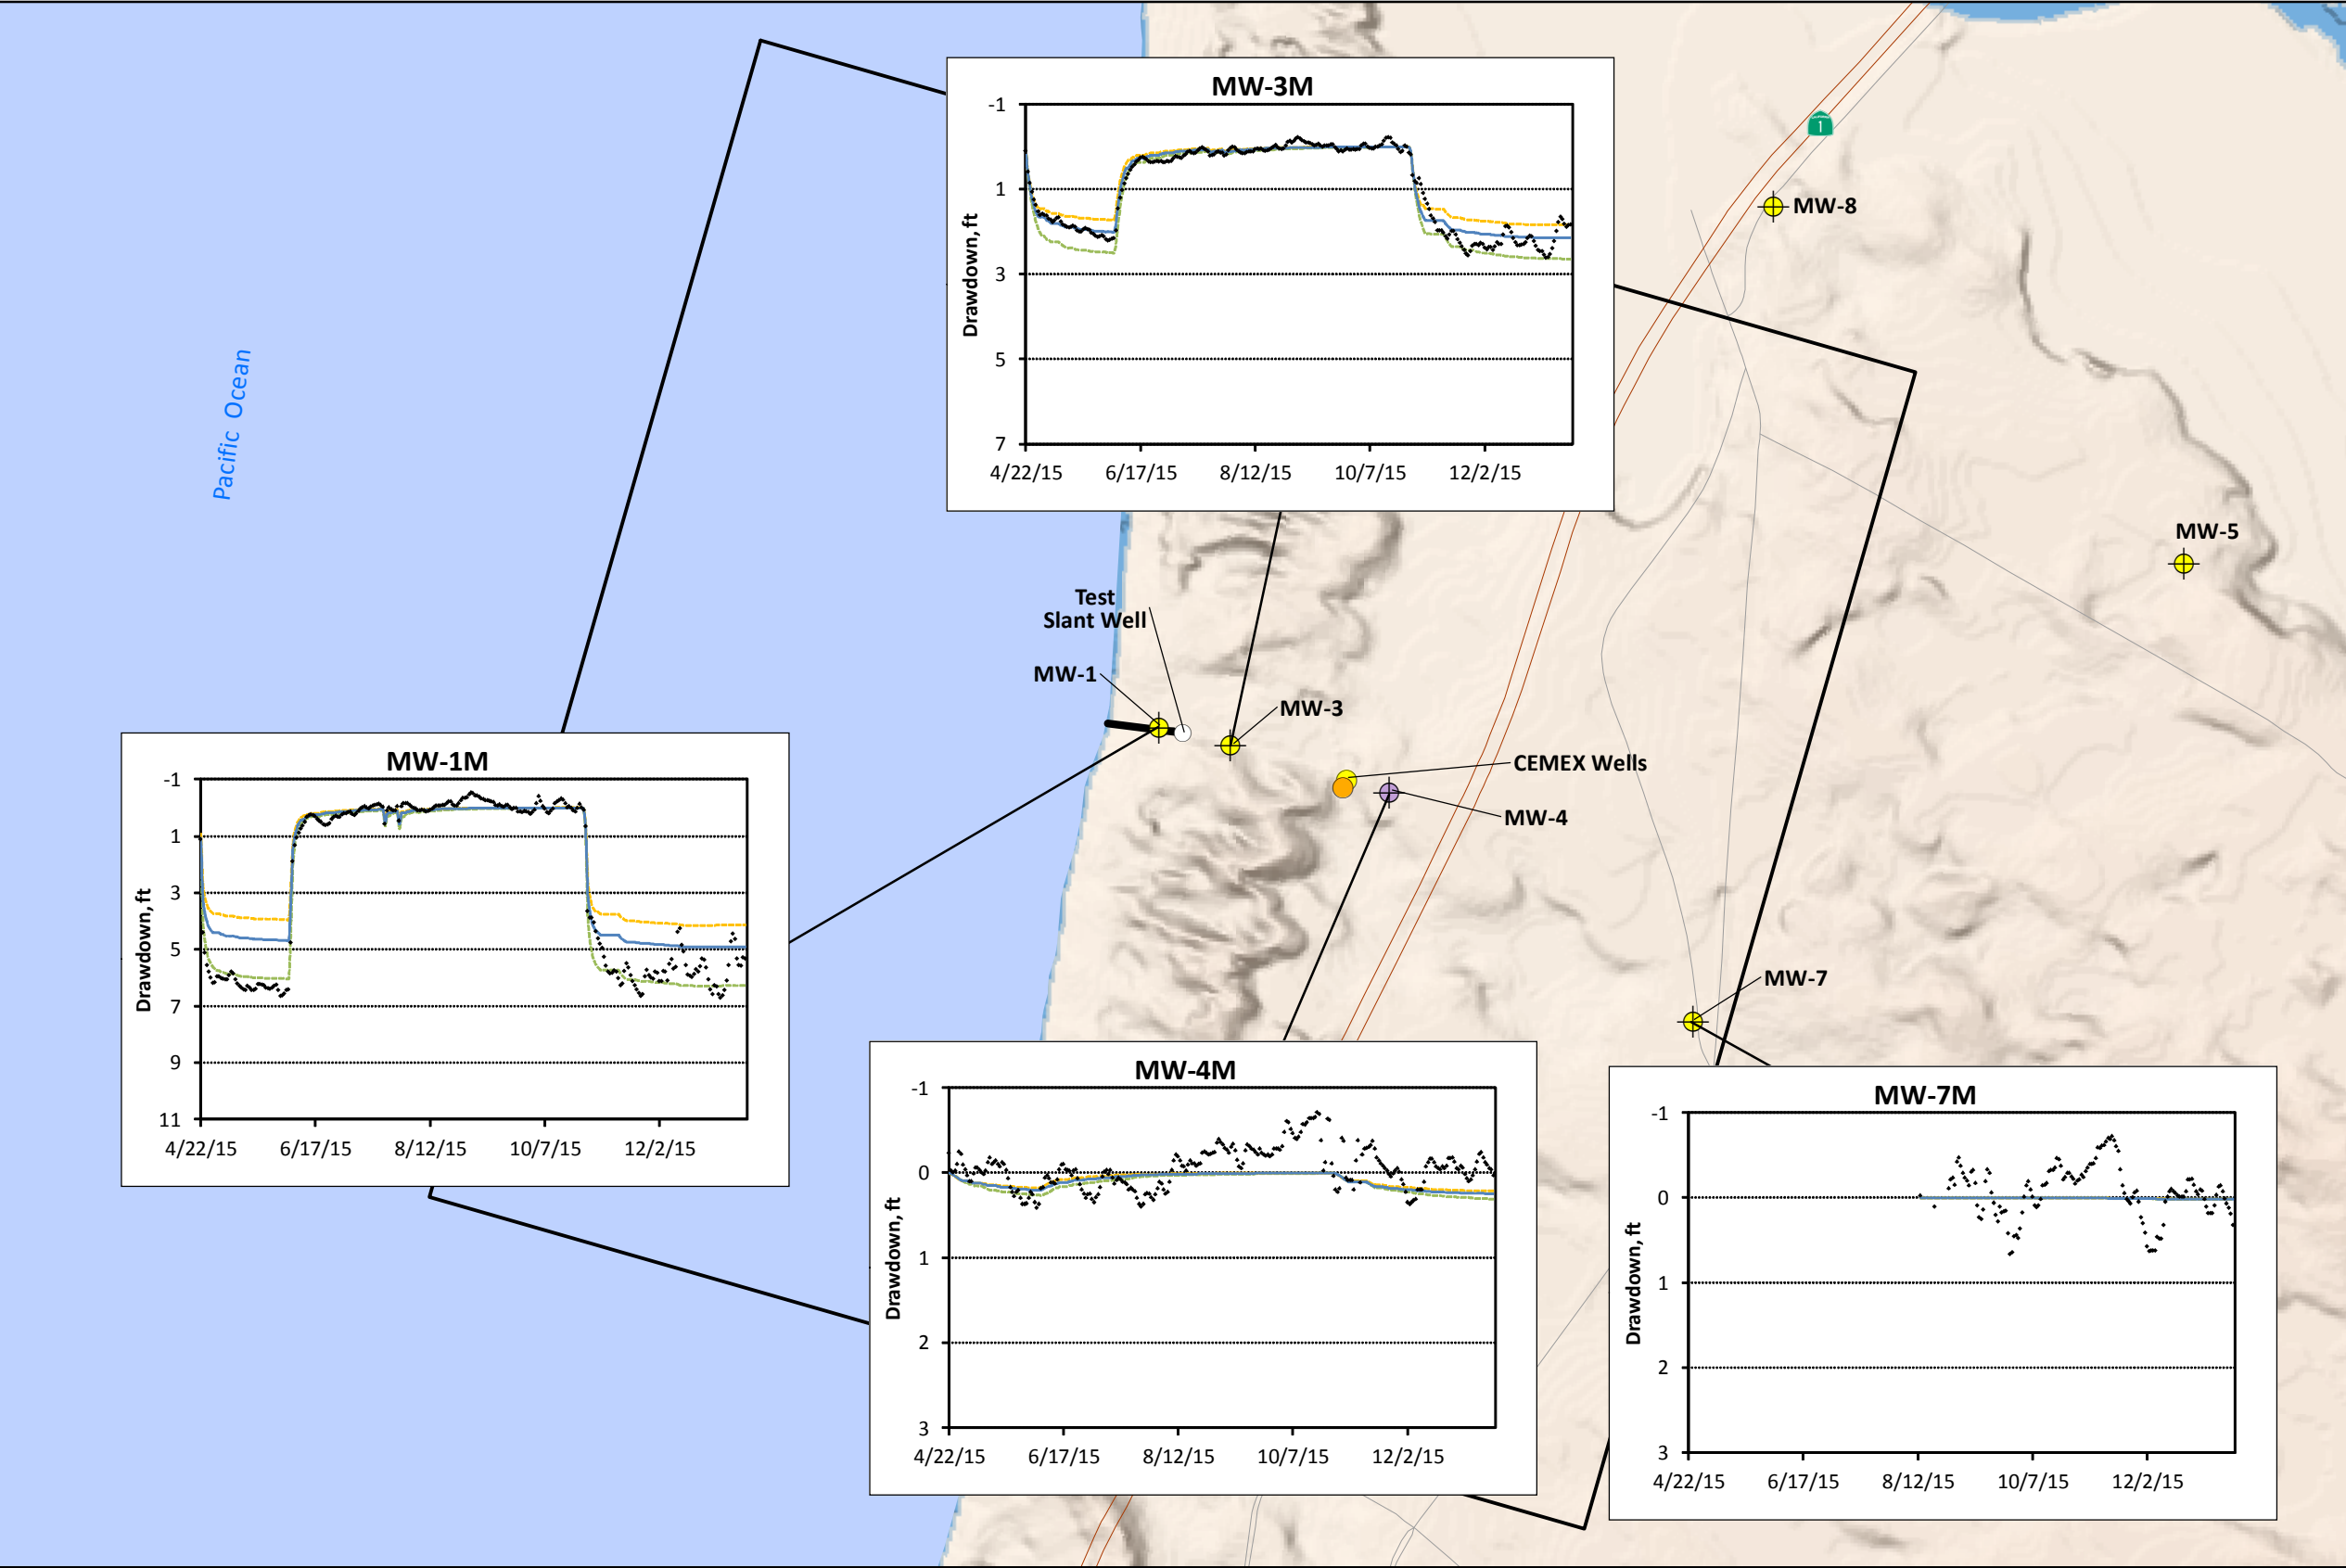 MW-3M
-1
1
3
5
7
Drawdown, ft
4/22/15 6/17/15 8/12/15 10/7/15 12/2/15
1
MW-8
Pacific Ocean
MW-5
Test
Slant Well
MW-1
MW-3
CEMEX Wells
MW-4
MW-7
MW-1M
-1
1
3
5
7
9
11
Drawdown, ft
4/22/15 6/17/15 8/12/15 10/7/15 12/2/15
MW-4M
-1
0
1
2
3
Drawdown, ft
4/22/15 6/17/15 8/12/15 10/7/15 12/2/15
MW-7M
-1
0
1
2
3
Drawdown, ft
4/22/15 6/17/15 8/12/15 10/7/15 12/2/15